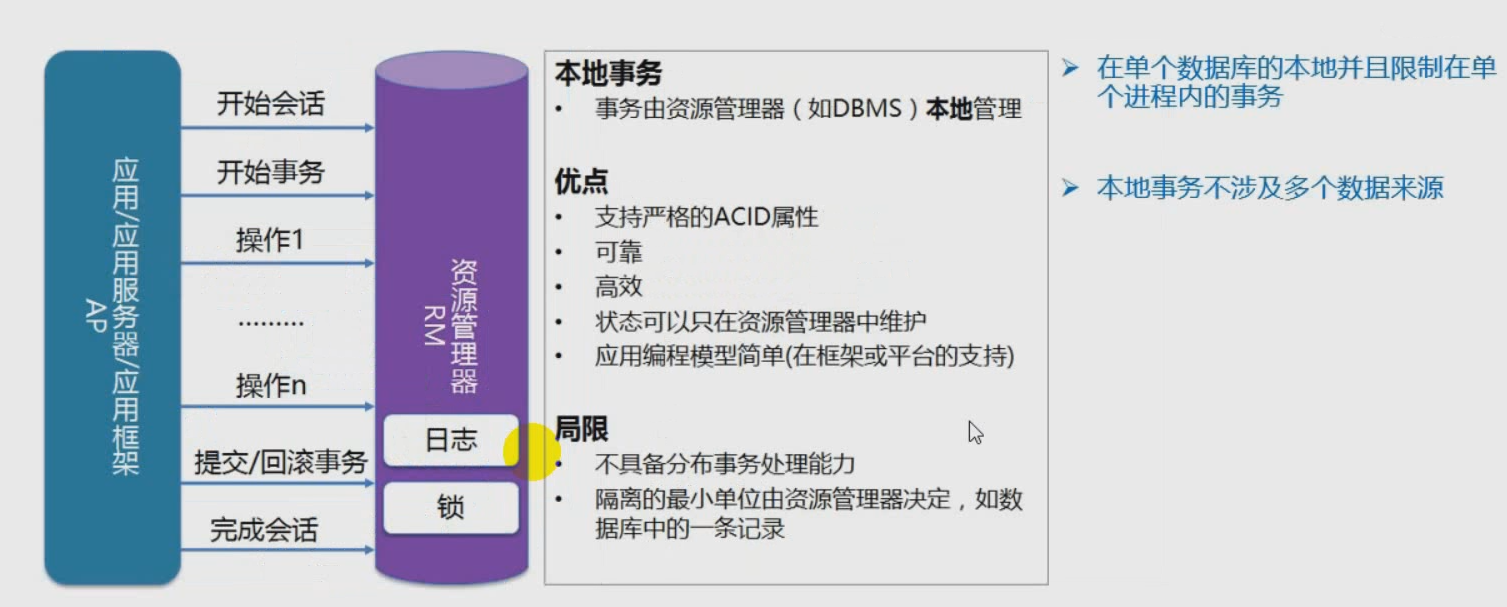 应用/应用服务器/应用框架
AP
开始会话
开始事务
操作1
.........
操作n
提交/回滚事务
完成会话
资源管理器
RM
日志
锁
本地事务
• 事务由资源管理器（如DBMS）本地管理
优点
• 支持严格的ACID属性
• 可靠
• 高效
• 状态可以只在资源管理器中维护
• 应用编程模型简单(在框架或平台的支持)
局限
• 不具备分布事务处理能力
• 隔离的最小单位由资源管理器决定，如数
据库中的一条记录
➢ 在单个数据库的本地并且限制在单
个进程内的事务
➢ 本地事务不涉及多个数据来源